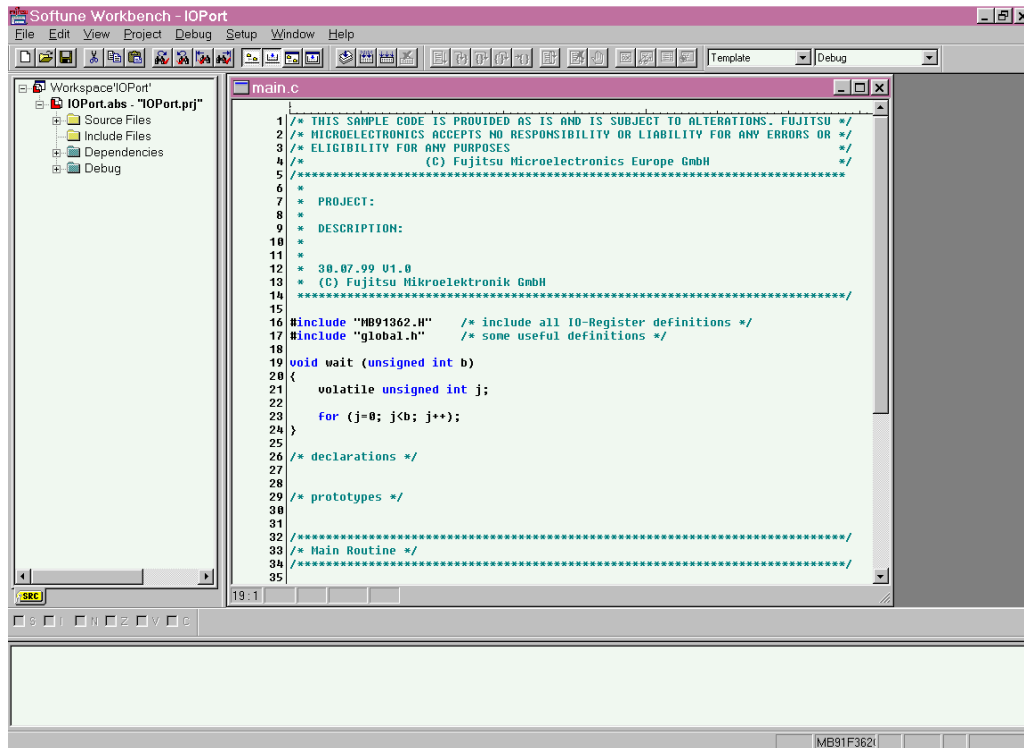 Softune Workbench - IOPort
File Edit View Project Debug Setup Window Help
Template Debug
Workspace'IOPort'
IOPort.abs - "IOPort.prj"
Source Files
Include Files
Dependencies
Debug
SRC
main.c
1 /* THIS SAMPLE CODE IS PROVIDED AS IS AND IS SUBJECT TO ALTERATIONS. FUJITSU */
2 /* MICROELECTRONICS ACCEPTS NO RESPONSIBILITY OR LIABILITY FOR ANY ERRORS OR */
3 /* ELIGIBILITY FOR ANY PURPOSES */
4 /* (C) Fujitsu Microelectronics Europe GmbH */
5 /*****************************************************************************
6 *
7 * PROJECT:
8 *
9 * DESCRIPTION:
10 *
11 *
12 * 30.07.99 V1.0
13 * (C) Fujitsu Mikroelektronik GmbH
14 *****************************************************************************/
15
16 #include "MB91362.H" /* include all IO-Register definitions */
17 #include "global.h" /* some useful definitions */
18
19 void wait (unsigned int b)
20 {
21 volatile unsigned int j;
22
23 for (j=0; j<b; j++);
24 }
25
26 /* declarations */
27
28
29 /* prototypes */
30
31
32 /*****************************************************************************/
33 /* Main Routine */
34 /*****************************************************************************/
35
19:1
S I N Z V C
MB91F362